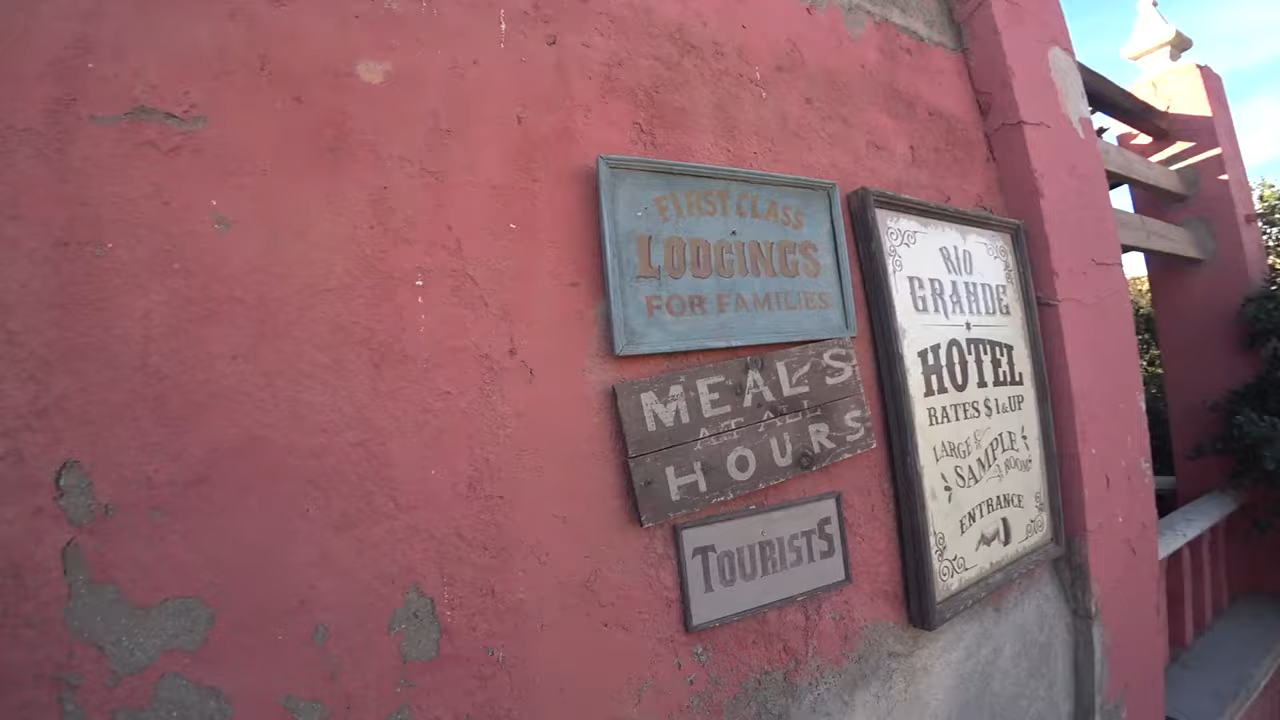 FIRST CLASS
LODGINGS
FOR FAMILIES
MEALS
AT ALL
HOURS
TOURISTS
RIO
GRANDE
HOTEL
RATES $1 & UP
LARGE
SAMPLE
ROOMS
ENTRANCE